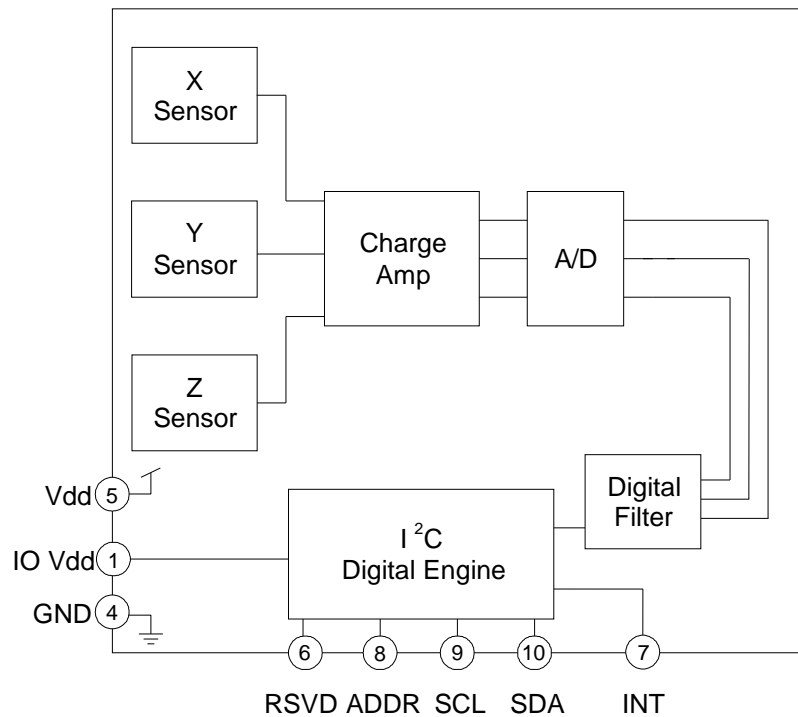 X
Sensor
Y
Sensor
Charge
Amp
A/D
Z
Sensor
Vdd 5
Digital
Filter
I ²C
Digital Engine
IO Vdd 1
GND 4
6 8 9 10 7
RSVD ADDR SCL SDA INT